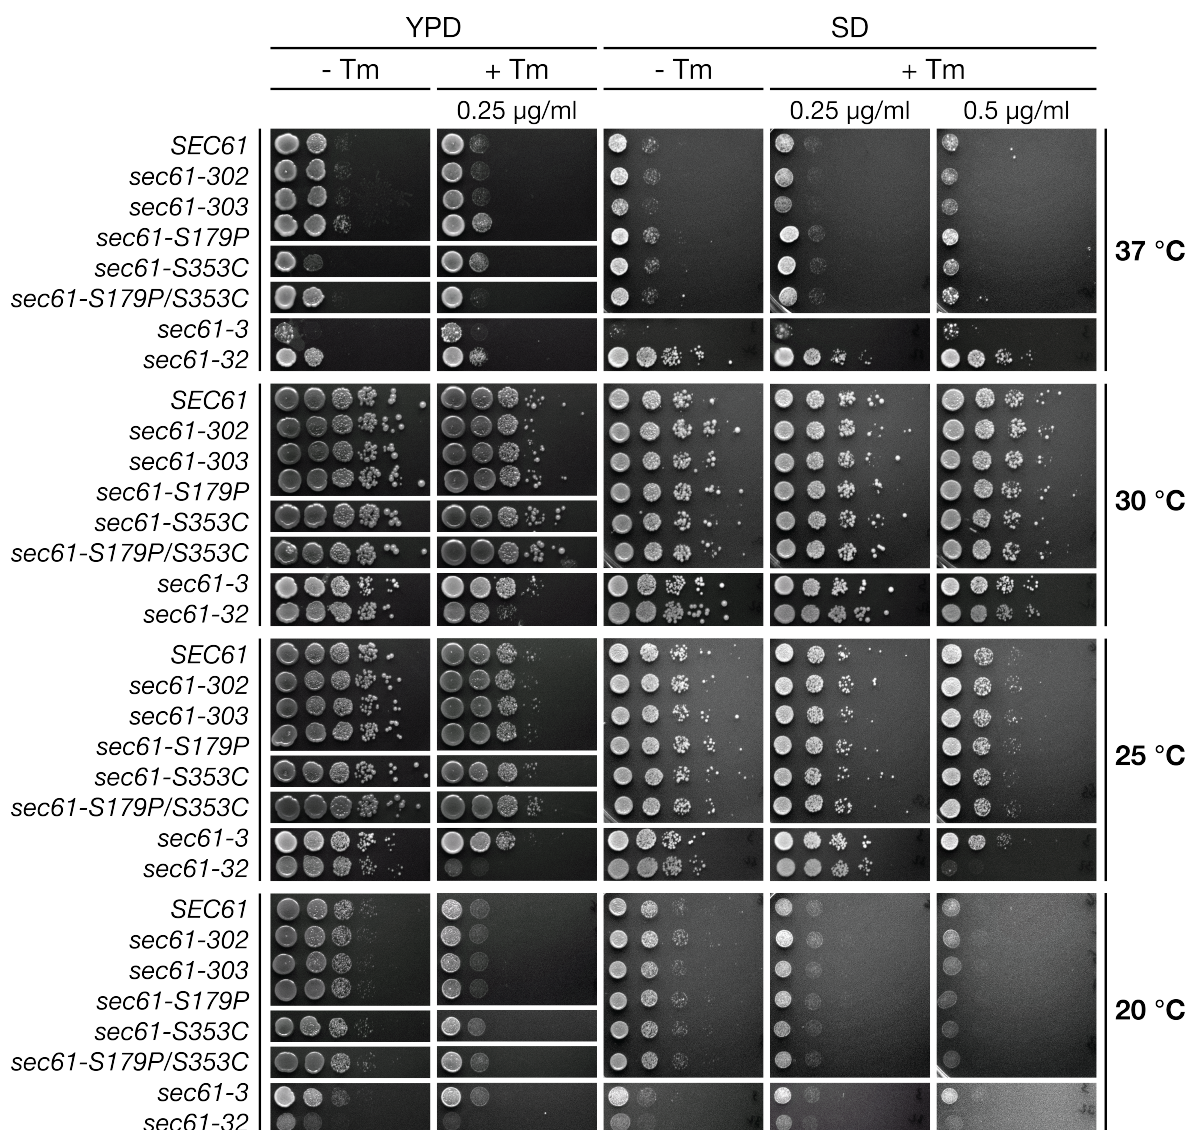 YPD SD
- Tm + Tm - Tm + Tm
0.25 µg/ml 0.25 µg/ml 0.5 µg/ml
SEC61
sec61-302
sec61-303
sec61-S179P
sec61-S353C
sec61-S179P/S353C
sec61-3
sec61-32
37 °C
SEC61
sec61-302
sec61-303
sec61-S179P
sec61-S353C
sec61-S179P/S353C
sec61-3
sec61-32
30 °C
SEC61
sec61-302
sec61-303
sec61-S179P
sec61-S353C
sec61-S179P/S353C
sec61-3
sec61-32
25 °C
SEC61
sec61-302
sec61-303
sec61-S179P
sec61-S353C
sec61-S179P/S353C
sec61-3
sec61-32
20 °C